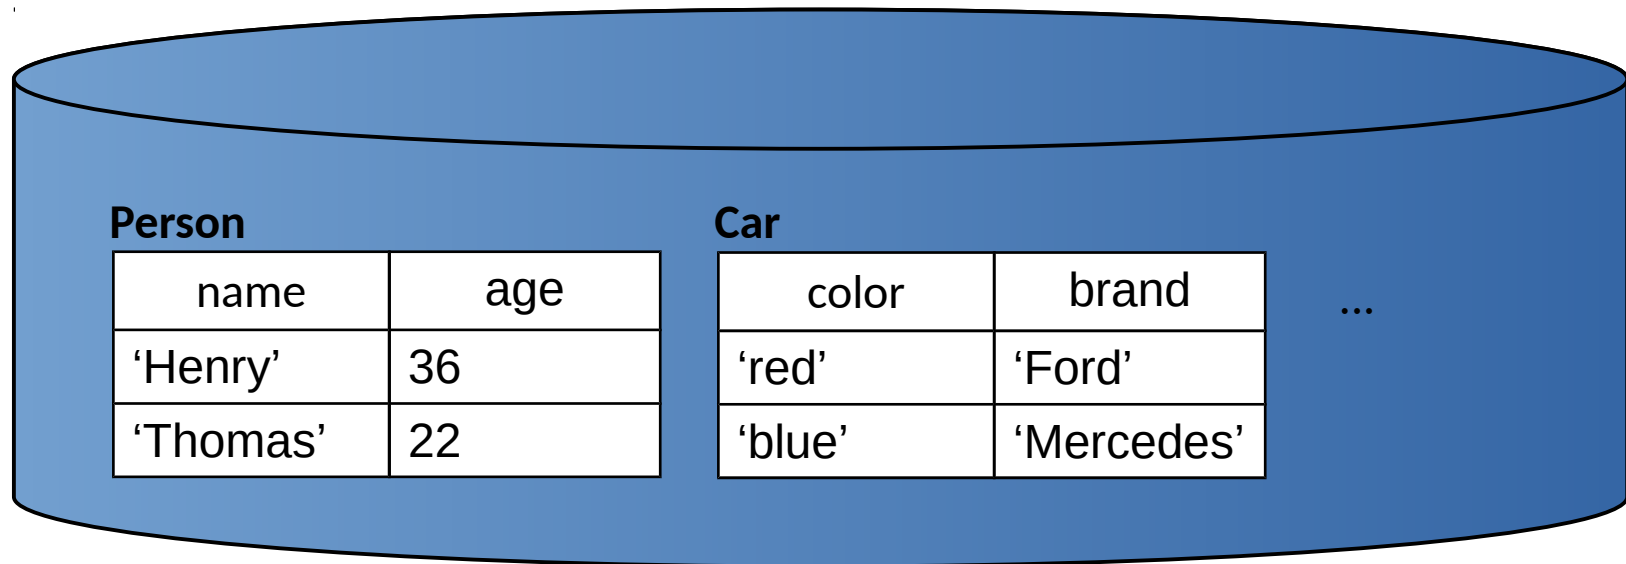 Person Car
name age color brand ...
‘Henry’ 36 ‘red’ ‘Ford’
‘Thomas’ 22 ‘blue’ ‘Mercedes’